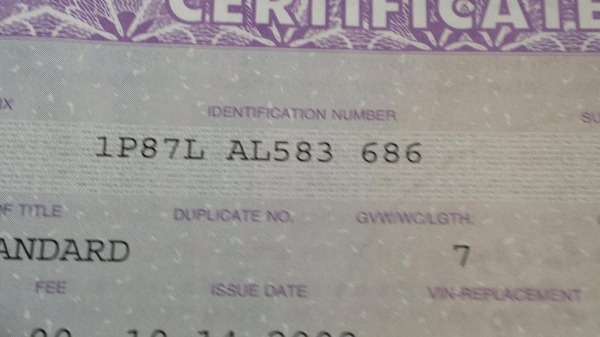 CERTIFICATE
IDENTIFICATION NUMBER
1P87L AL583 686
OF TITLE DUPLICATE NO. GVW/WC/LGTH.
ANDARD 7
FEE ISSUE DATE VIN-REPLACEMENT